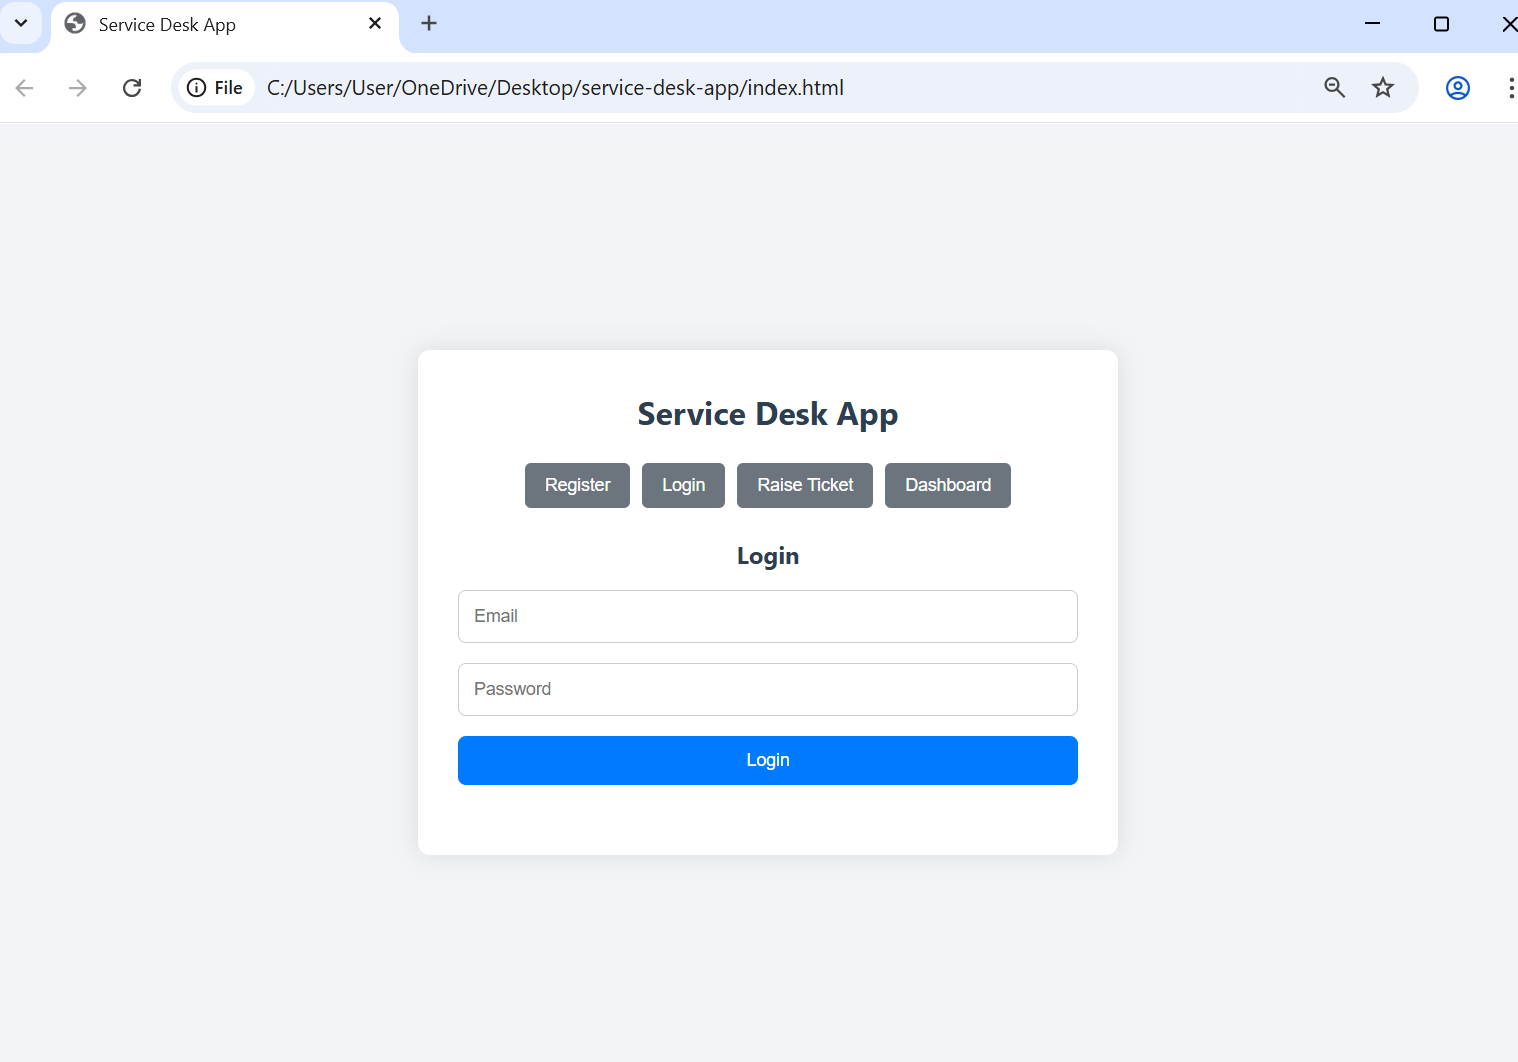 Service Desk App
File C:/Users/User/OneDrive/Desktop/service-desk-app/index.html
Service Desk App
Register Login Raise Ticket Dashboard
Login
Email
Password
Login